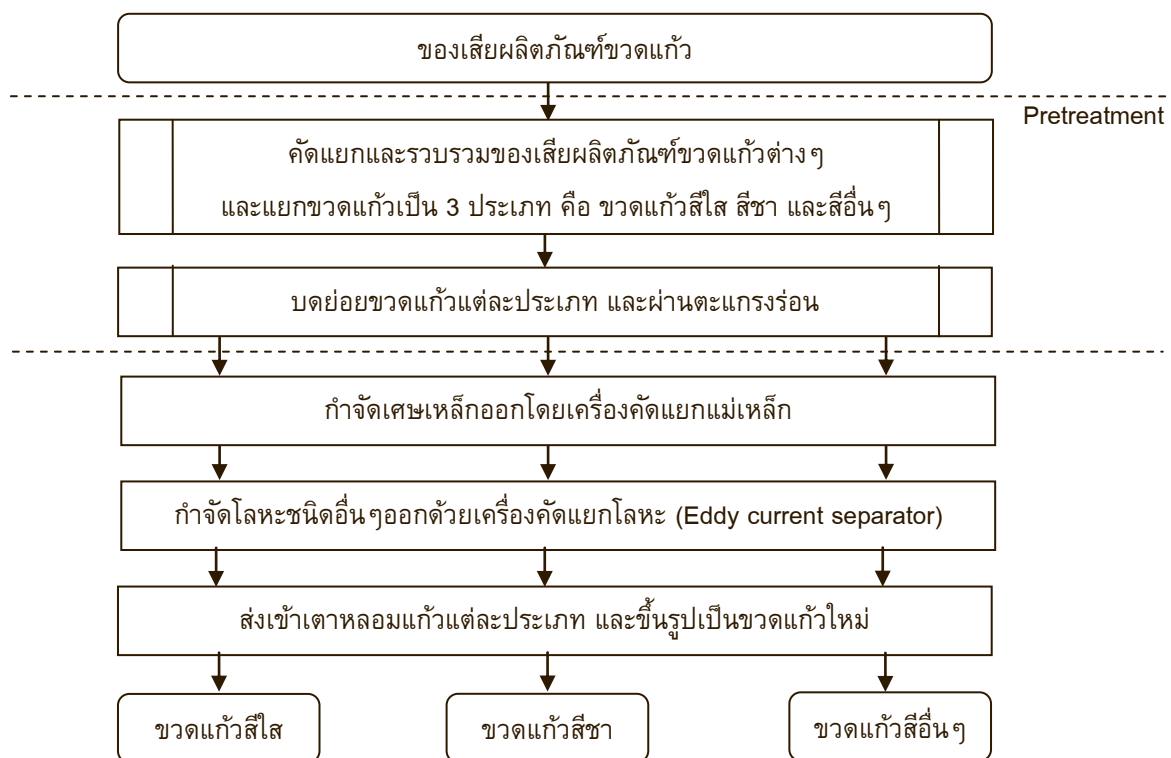 ของเสียผลิตภัณฑ์ขวดแก้ว
Pretreatment
คัดแยกและรวบรวมของเสียผลิตภัณฑ์ขวดแก้วต่างๆ
และแยกขวดแก้วเป็น 3 ประเภท คือ ขวดแก้วสีใส สีชา และสีอื่นๆ
บดย่อยขวดแก้วแต่ละประเภท และผ่านตะแกรงร่อน
กำจัดเศษเหล็กออกโดยเครื่องคัดแยกแม่เหล็ก
กำจัดโลหะชนิดอื่นๆออกด้วยเครื่องคัดแยกโลหะ (Eddy current separator)
ส่งเข้าเตาหลอมแก้วแต่ละประเภท และขึ้นรูปเป็นขวดแก้วใหม่
ขวดแก้วสีใส
ขวดแก้วสีชา
ขวดแก้วสีอื่นๆ